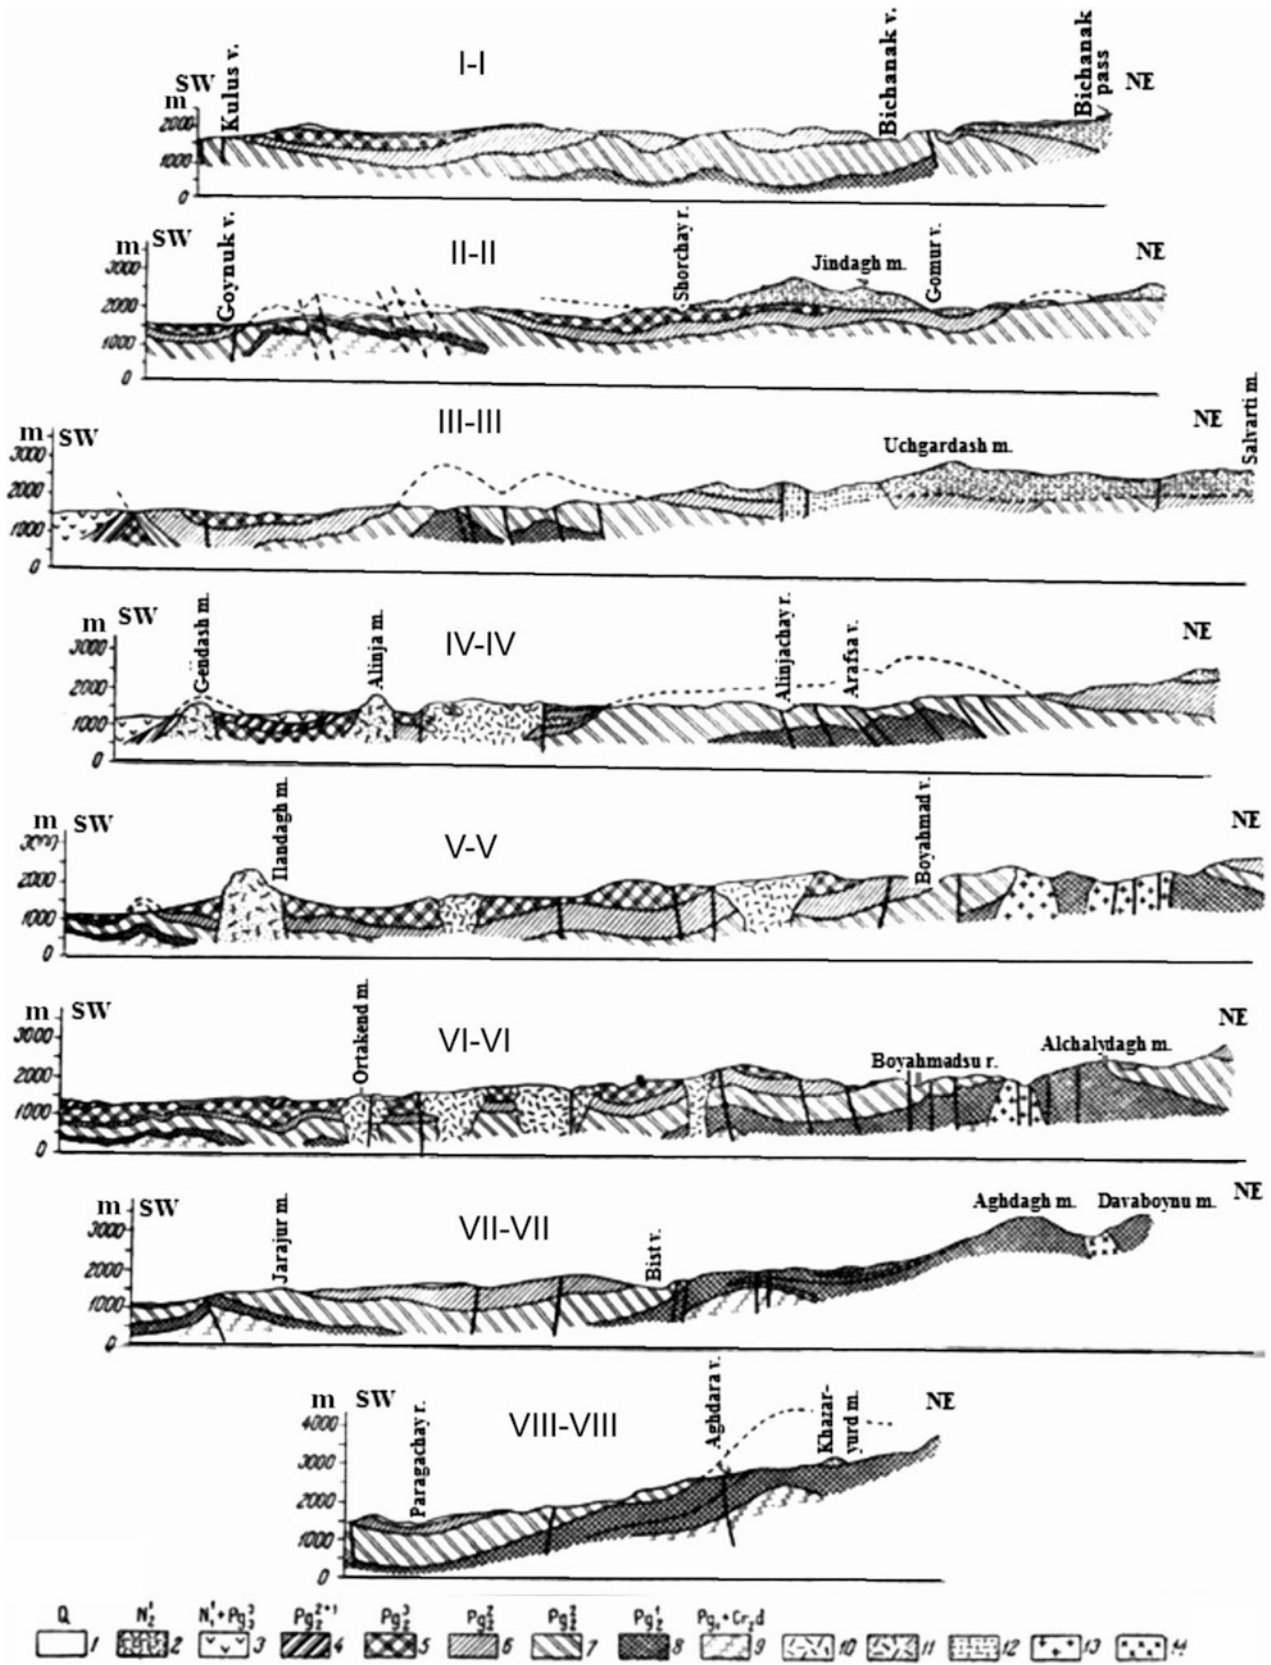 I-I
SW
NE
m
2000
1000
0
Kulus v.
Bichanak v.
Bichanak
pass
II-II
m SW
NE
3000
2000
1000
0
Goynuk v.
Shorchay r.
Jindagh m.
Gomur v.
III-III
m SW
NE
3000
2000
1000
0
Uchgardash m.
Salvarti m.
IV-IV
m SW
NE
3000
2000
1000
0
Gendash m.
Alinja m.
Alinjachay r.
Arafsa v.
V-V
m SW
NE
3000
2000
1000
0
Ilandagh m.
Boyahmad v.
VI-VI
m SW
NE
3000
2000
1000
0
Ortakend m.
Boyahmadsu r.
Alchalydagh m.
VII-VII
m SW
NE
3000
2000
1000
0
Jarajur m.
Bist v.
Aghdagh m. Davaboynu m.
VIII-VIII
m SW
NE
4000
3000
2000
1000
0
Paragachay r.
Aghdara v.
Khazar-
yurd m.
Q 1
2
3
4
5
6
7
8
9
10
11
12
13
14